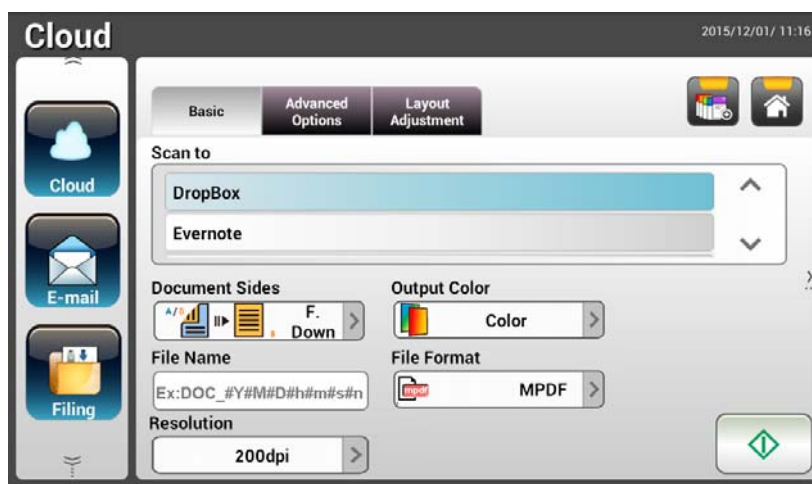 Cloud
2015/12/01/ 11:16
Basic
Advanced
Options
Layout
Adjustment
Scan to
DropBox
Evernote
Cloud
E-mail
Filing
Document Sides
A/B
F.
Down
Output Color
Color
File Name
Ex:DOC_#Y#M#D#h#m#s#n
File Format
mpdf
MPDF
Resolution
200dpi